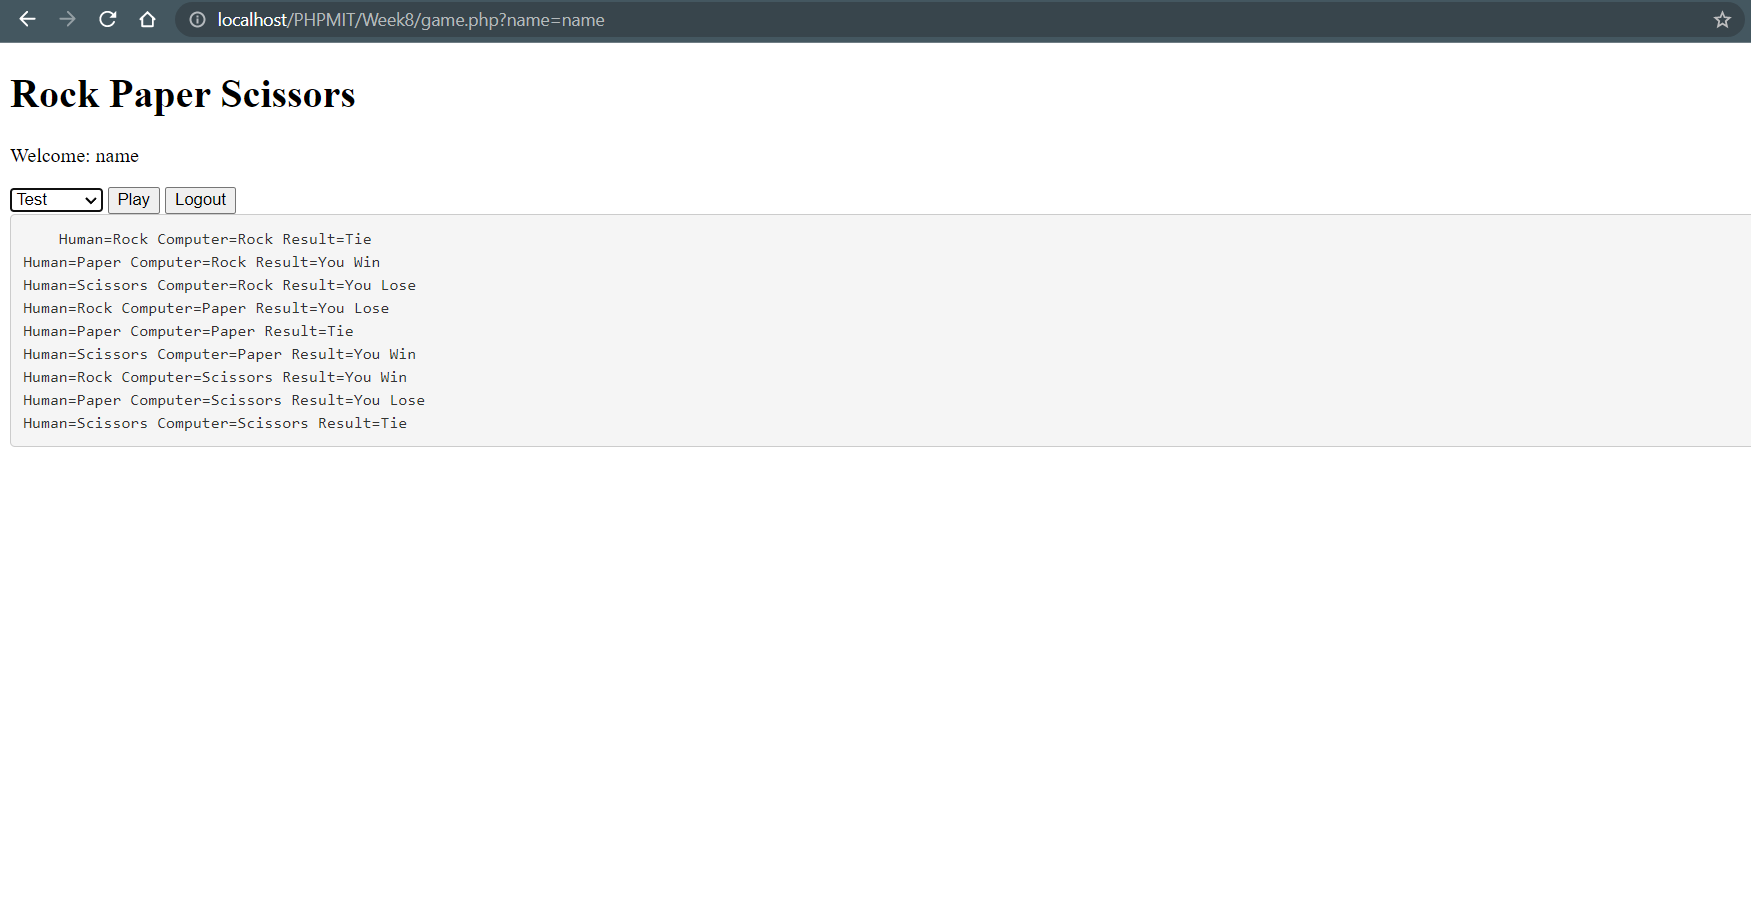 localhost/PHPMIT/Week8/game.php?name=name
Rock Paper Scissors
Welcome: name
Test Play Logout
Human=Rock Computer=Rock Result=Tie
Human=Paper Computer=Rock Result=You Win
Human=Scissors Computer=Rock Result=You Lose
Human=Rock Computer=Paper Result=You Lose
Human=Paper Computer=Paper Result=Tie
Human=Scissors Computer=Paper Result=You Win
Human=Rock Computer=Scissors Result=You Win
Human=Paper Computer=Scissors Result=You Lose
Human=Scissors Computer=Scissors Result=Tie